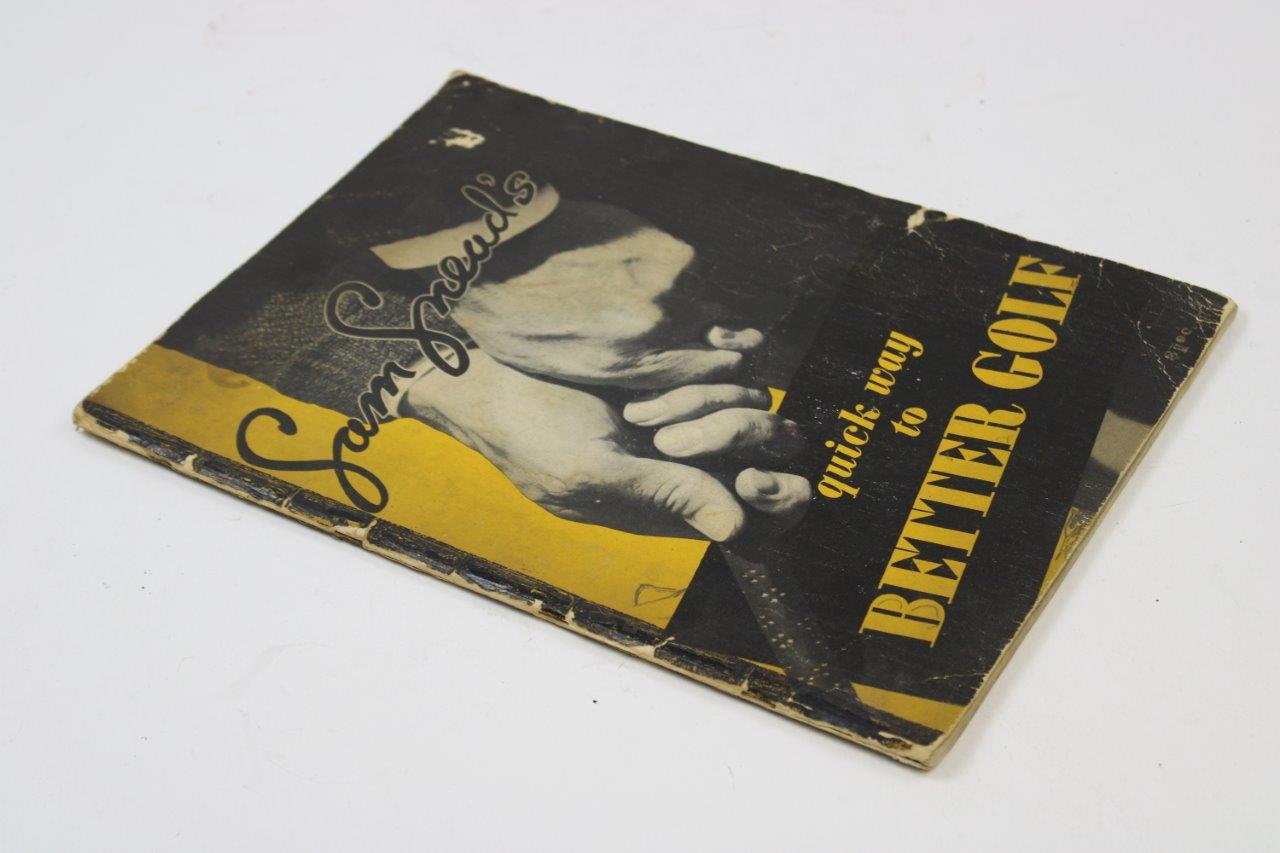 Sam Snead's
quick way
to
BETTER GOLF